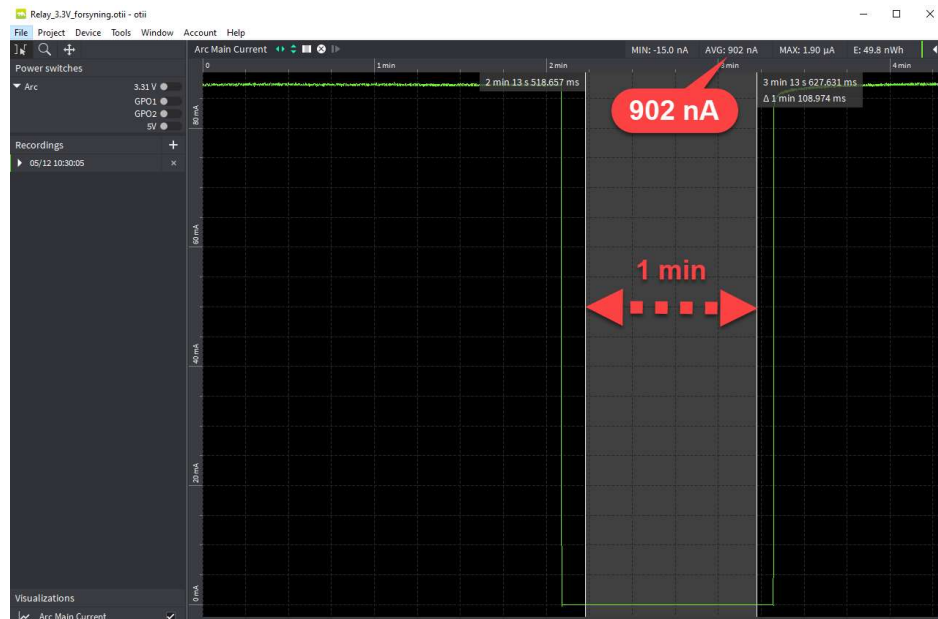 Relay_3.3V_forsyning.otii - otii
File Project Device Tools Window Account Help
Arc Main Current
MIN: -15.0 nA AVG: 902 nA MAX: 1.90 µA E: 49.8 nWh
Power switches
0 1 min 2 min 3 min 4 min
Arc 3.31 V
GPO1
GPO2
5V
Recordings +
05/12 10:30:05 ×
2 min 13 s 518.657 ms
3 min 13 s 627.631 ms
Δ 1 min 108.974 ms
902 nA
80 mA
60 mA
1 min
40 mA
20 mA
0 mA
Visualizations
Arc Main Current